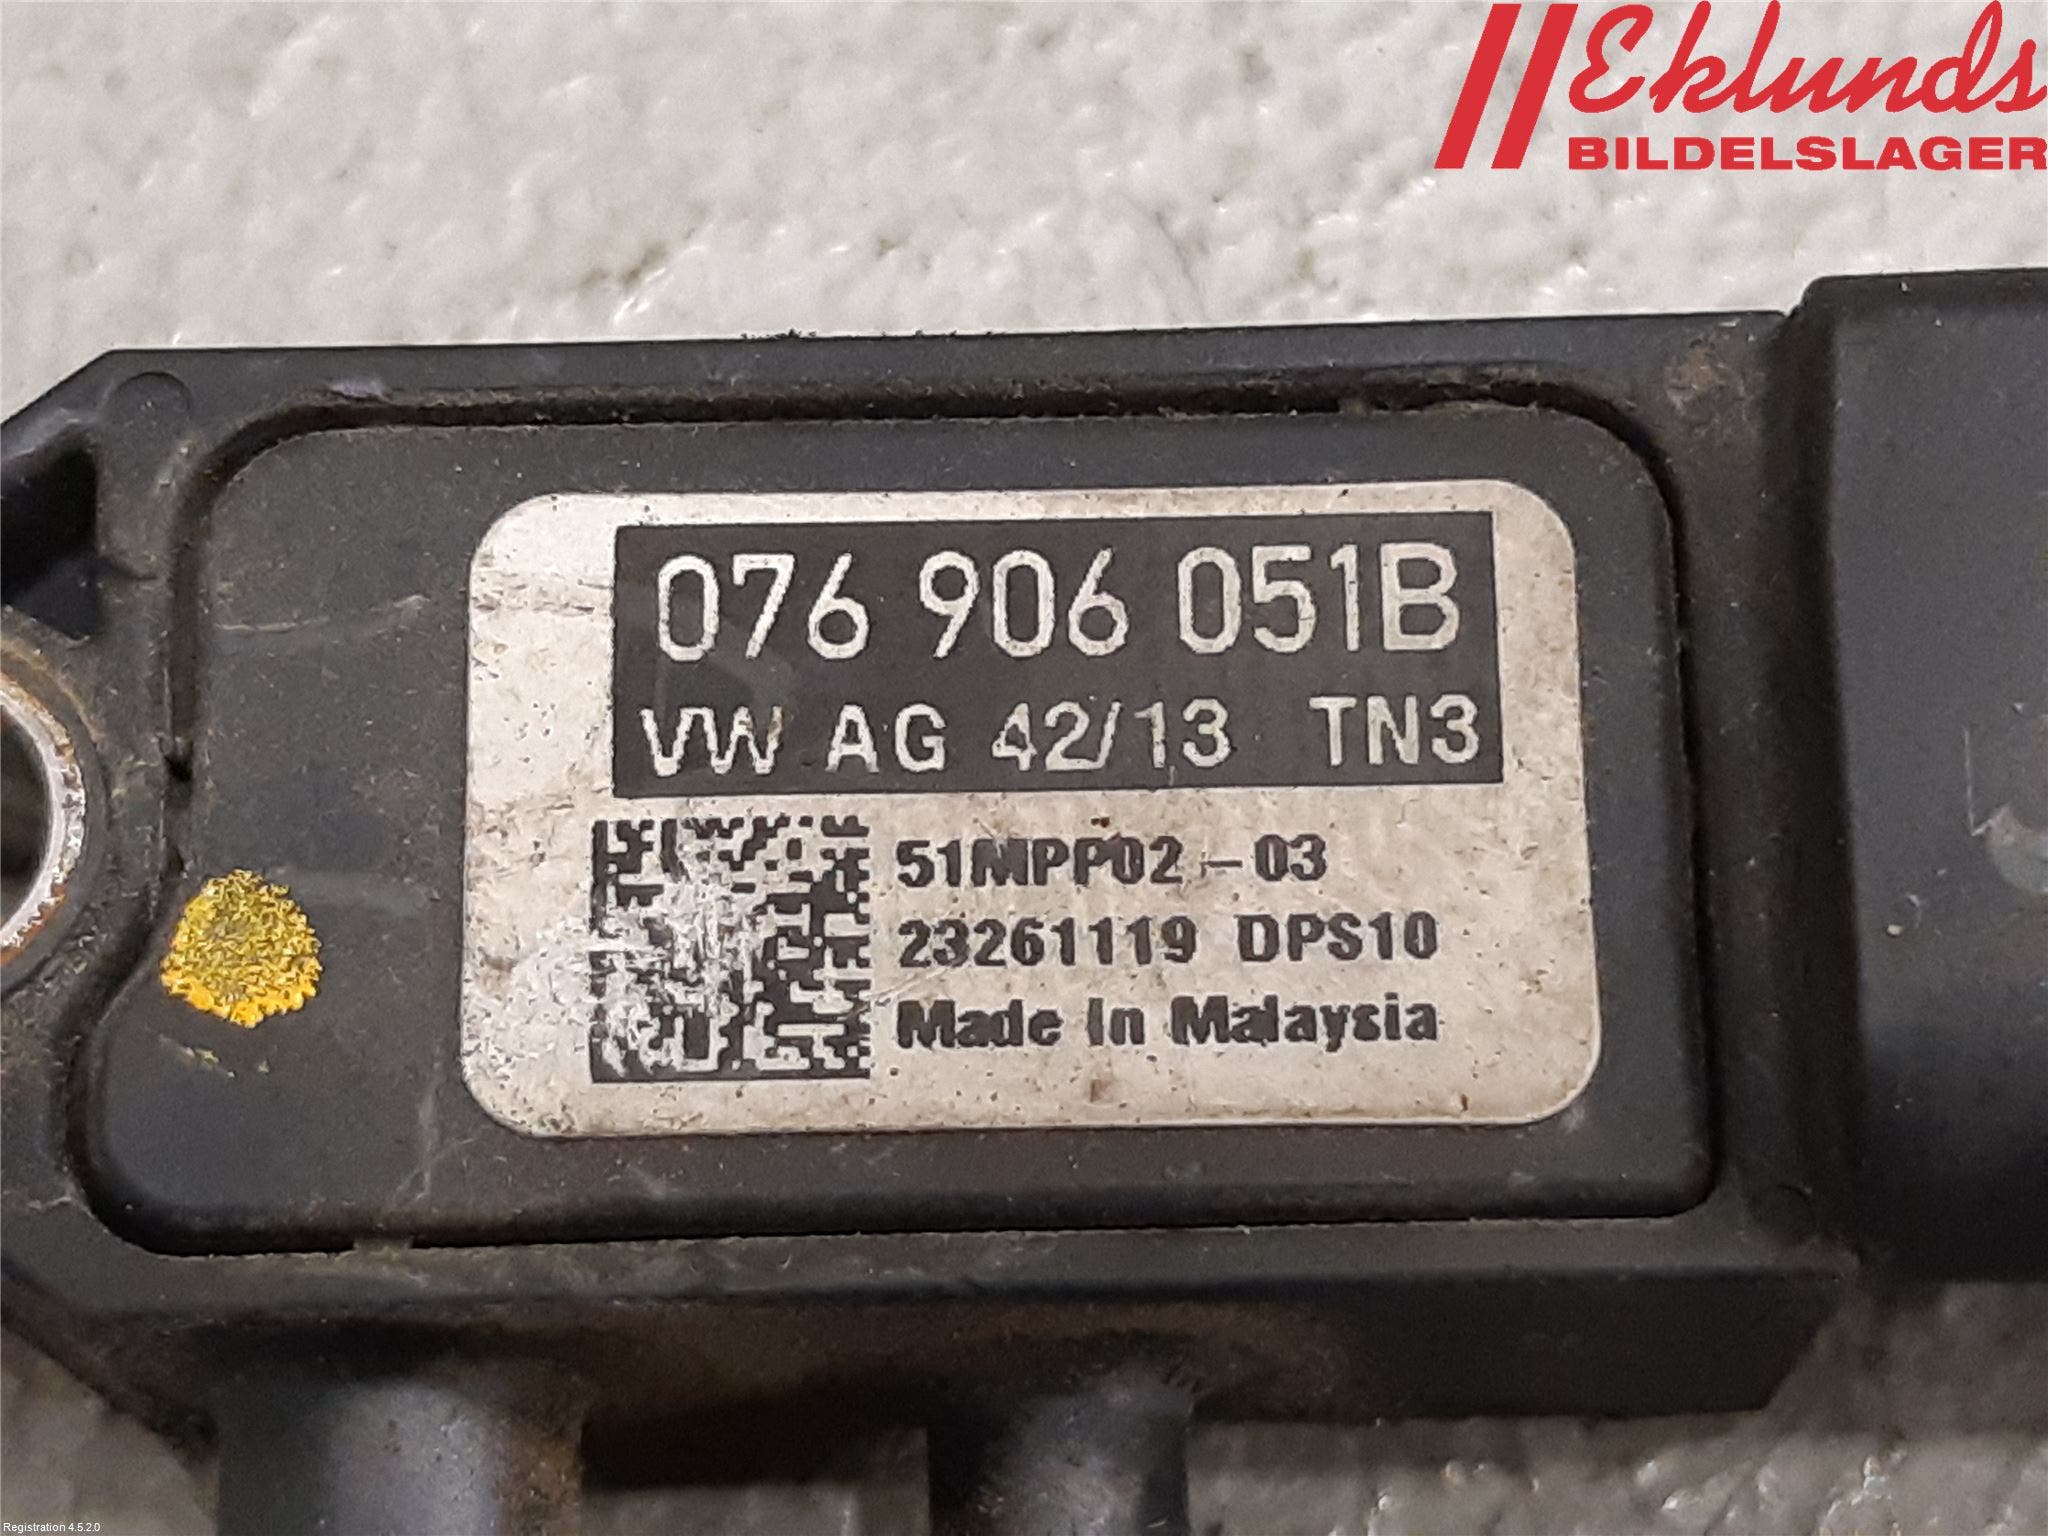 Eklunds
BILDELSLAGER
076 906 051B
VW AG 42/13 TN3
51MPP02-03
23261119 DPS10
Made In Malaysia
Registration 4.5.2.0